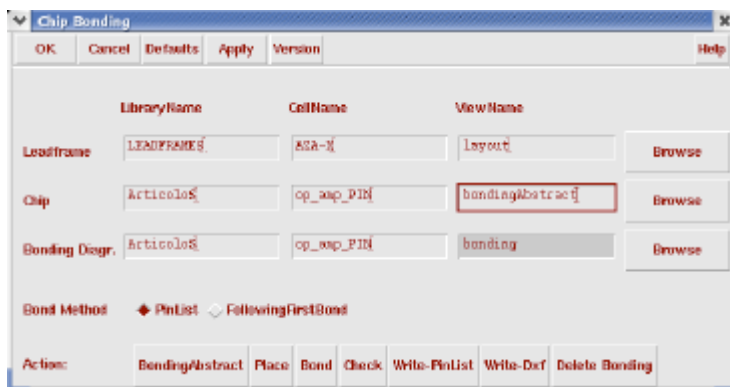 Chip Bonding
OK Cancel Defaults Apply Version Help
LibraryName CellName ViewName
Leadframe LEADFRAMES layout Browse
Chip ArticoloS op_amp_PIN bondingAbstract Browse
Bonding Diagr. ArticoloS op_amp_PIN bonding Browse
Bond Method PinList FollowingFirstBond
Action: BondingAbstract Place Bond Check Write-PinList Write-Dxf Delete Bonding